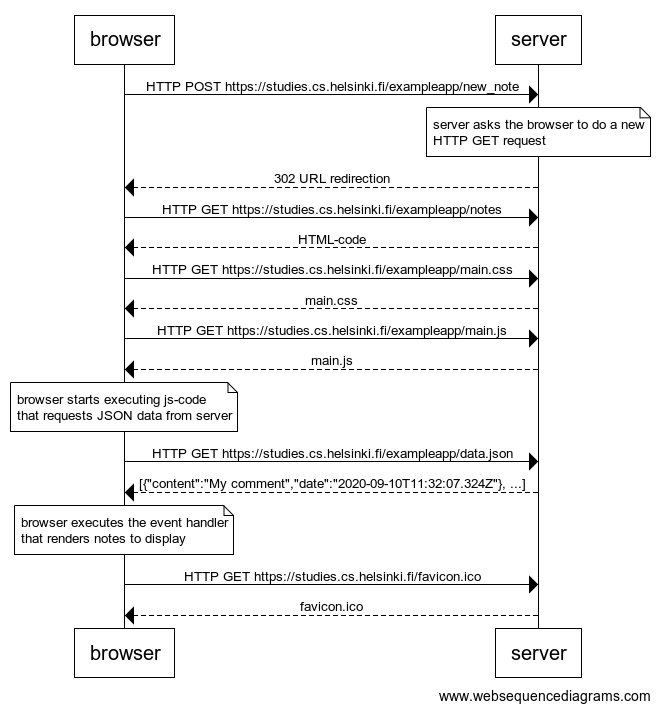 browser
server
HTTP POST https://studies.cs.helsinki.fi/exampleapp/new_note
server asks the browser to do a new
HTTP GET request
302 URL redirection
HTTP GET https://studies.cs.helsinki.fi/exampleapp/notes
HTML-code
HTTP GET https://studies.cs.helsinki.fi/exampleapp/main.css
main.css
HTTP GET https://studies.cs.helsinki.fi/exampleapp/main.js
main.js
browser starts executing js-code
that requests JSON data from server
HTTP GET https://studies.cs.helsinki.fi/exampleapp/data.json
[{"content":"My comment","date":"2020-09-10T11:32:07.324Z"}, ...]
browser executes the event handler
that renders notes to display
HTTP GET https://studies.cs.helsinki.fi/favicon.ico
favicon.ico
browser
server
www.websequencediagrams.com